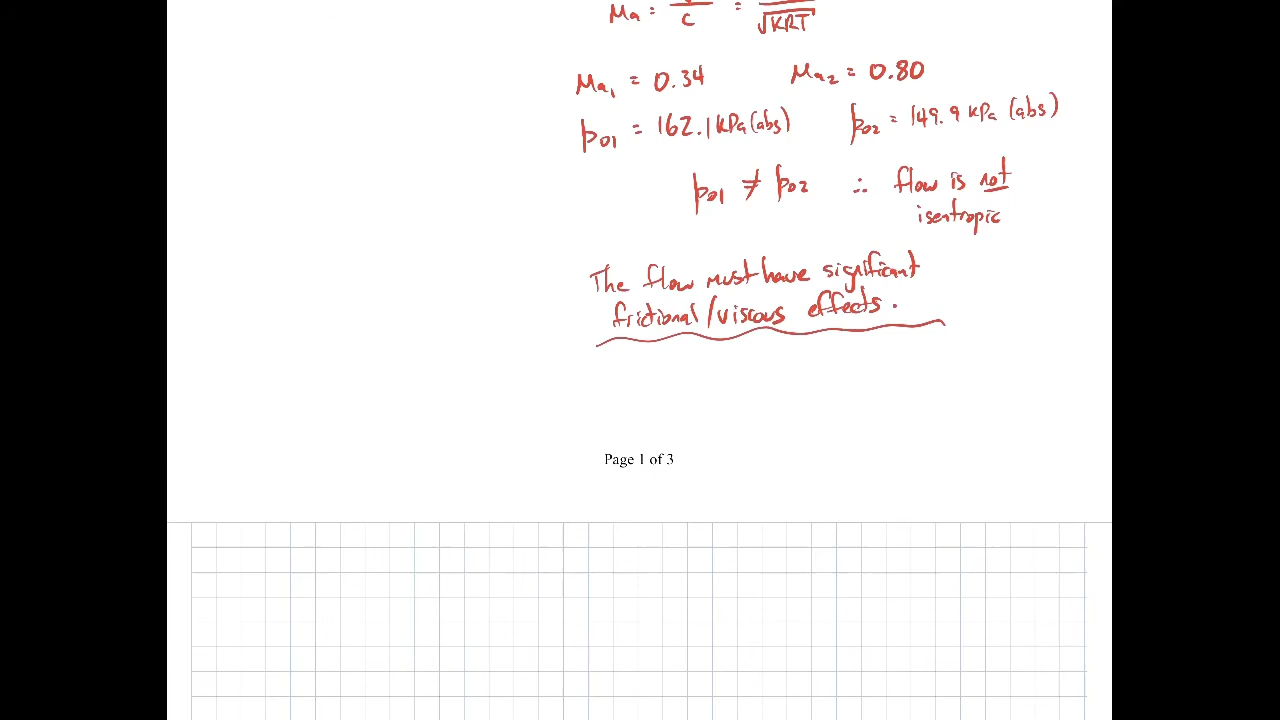 Ma = — = —
c √KRT
Ma₁ = 0.34 Ma₂ = 0.80
p₀₁ = 162.1 kPa (abs) p₀₂ = 149.9 kPa (abs)
p₀₁ ≠ p₀₂ ∴ flow is not
isentropic
The flow must have significant
frictional/viscous effects.
Page 1 of 3